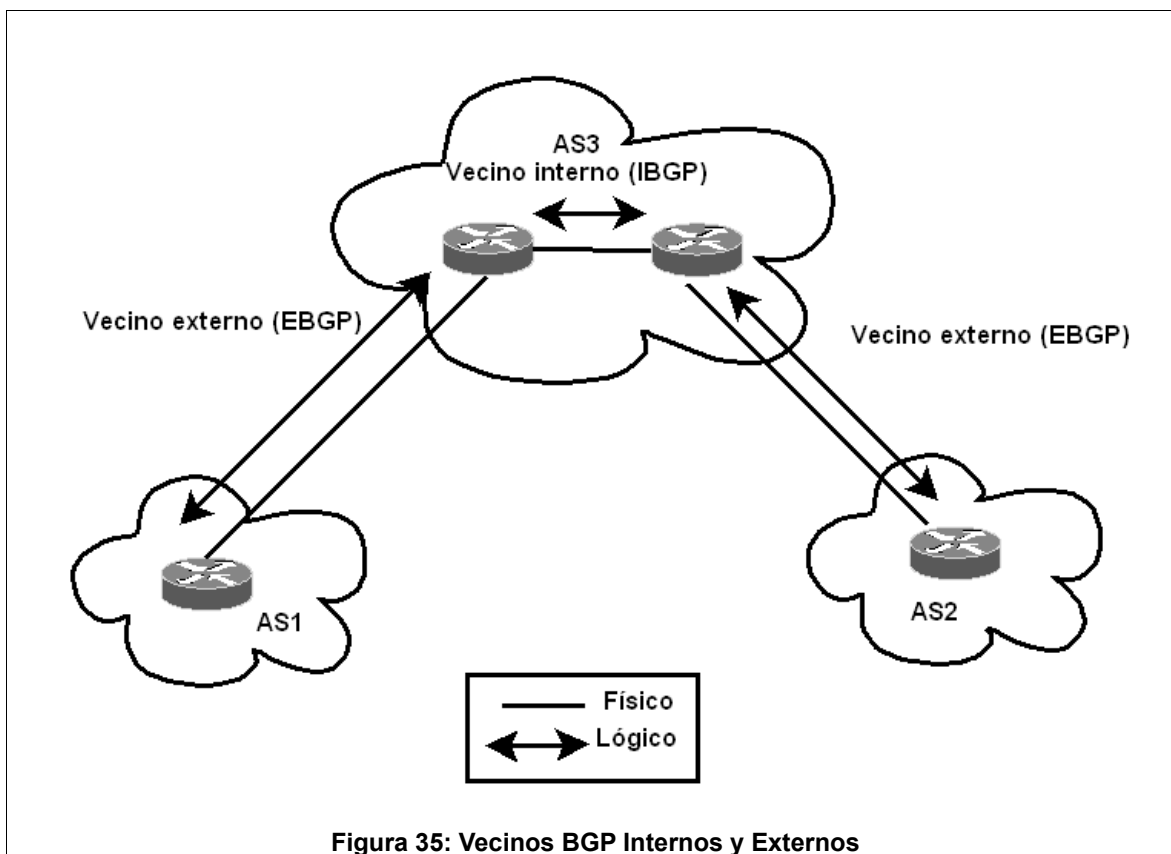 AS3
Vecino interno (IBGP)
Vecino externo (EBGP)
Vecino externo (EBGP)
AS1
AS2
Físico
Lógico
Figura 35: Vecinos BGP Internos y Externos